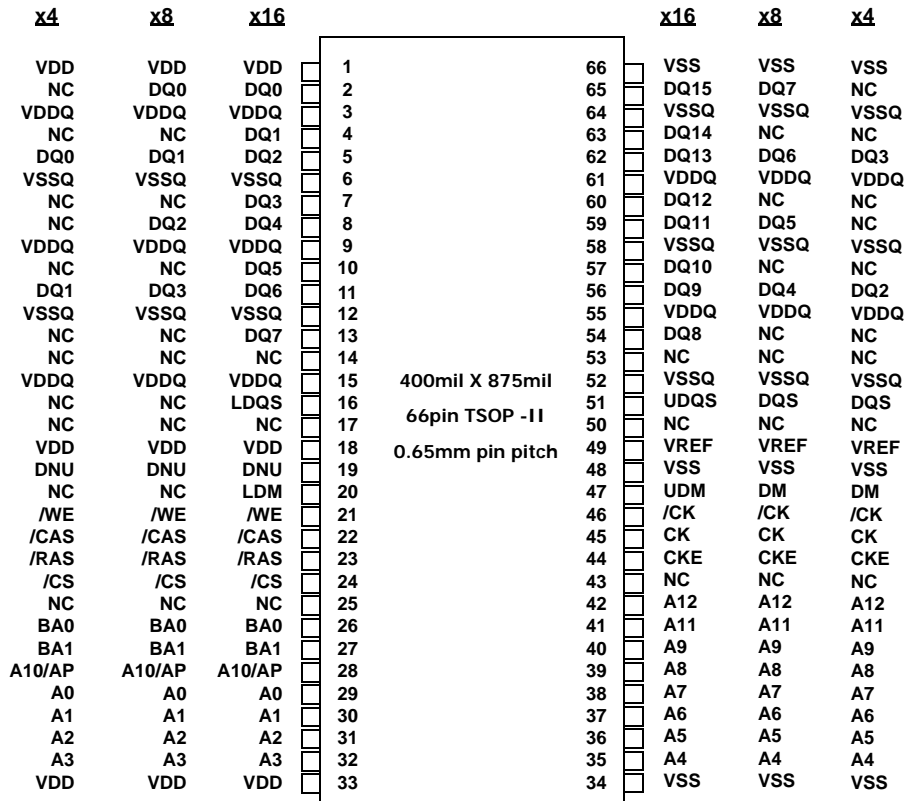 x4 x8 x16 x16 x8 x4
VDD VDD VDD 1 66 VSS VSS VSS
NC DQ0 DQ0 2 65 DQ15 DQ7 NC
VDDQ VDDQ VDDQ 3 64 VSSQ VSSQ VSSQ
NC NC DQ1 4 63 DQ14 NC NC
DQ0 DQ1 DQ2 5 62 DQ13 DQ6 DQ3
VSSQ VSSQ VSSQ 6 61 VDDQ VDDQ VDDQ
NC NC DQ3 7 60 DQ12 NC NC
NC DQ2 DQ4 8 59 DQ11 DQ5 NC
VDDQ VDDQ VDDQ 9 58 VSSQ VSSQ VSSQ
NC NC DQ5 10 57 DQ10 NC NC
DQ1 DQ3 DQ6 11 56 DQ9 DQ4 DQ2
VSSQ VSSQ VSSQ 12 55 VDDQ VDDQ VDDQ
NC NC DQ7 13 54 DQ8 NC NC
NC NC NC 14 53 NC NC NC
VDDQ VDDQ VDDQ 15 400mil X 875mil 52 VSSQ VSSQ VSSQ
NC NC LDQS 16 66pin TSOP -II 51 UDQS DQS DQS
NC NC NC 17 50 NC NC NC
VDD VDD VDD 18 0.65mm pin pitch 49 VREF VREF VREF
DNU DNU DNU 19 48 VSS VSS VSS
NC NC LDM 20 47 UDM DM DM
/WE /WE /WE 21 46 /CK /CK /CK
/CAS /CAS /CAS 22 45 CK CK CK
/RAS /RAS /RAS 23 44 CKE CKE CKE
/CS /CS /CS 24 43 NC NC NC
NC NC NC 25 42 A12 A12 A12
BA0 BA0 BA0 26 41 A11 A11 A11
BA1 BA1 BA1 27 40 A9 A9 A9
A10/AP A10/AP A10/AP 28 39 A8 A8 A8
A0 A0 A0 29 38 A7 A7 A7
A1 A1 A1 30 37 A6 A6 A6
A2 A2 A2 31 36 A5 A5 A5
A3 A3 A3 32 35 A4 A4 A4
VDD VDD VDD 33 34 VSS VSS VSS